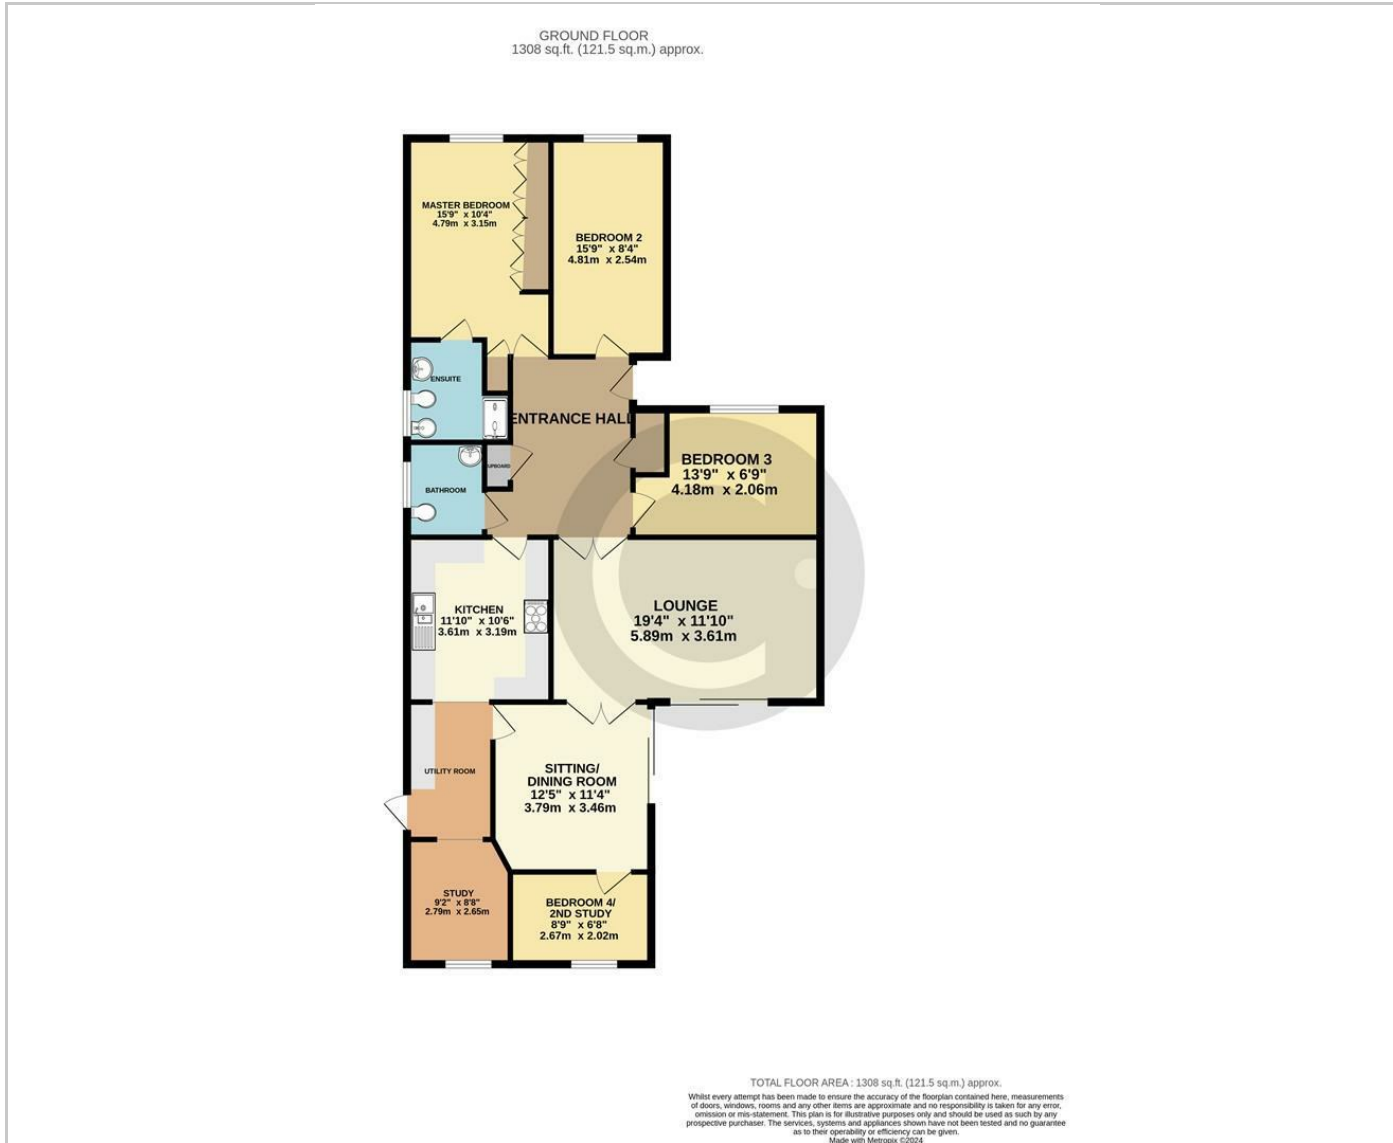 GROUND FLOOR
1308 sq.ft. (121.5 sq.m.) approx.
MASTER BEDROOM
15'9" x 10'4"
4.79m x 3.15m
BEDROOM 2
15'9" x 8'4"
4.81m x 2.54m
ENSUITE
ENTRANCE HALL
UPBOARD
BATHROOM
BEDROOM 3
13'9" x 6'9"
4.18m x 2.06m
KITCHEN
11'10" x 10'6"
3.61m x 3.19m
LOUNGE
19'4" x 11'10"
5.89m x 3.61m
UTILITY ROOM
SITTING/
DINING ROOM
12'5" x 11'4"
3.79m x 3.46m
STUDY
9'2" x 8'8"
2.79m x 2.65m
BEDROOM 4/
2ND STUDY
8'9" x 6'8"
2.67m x 2.02m
TOTAL FLOOR AREA : 1308 sq.ft. (121.5 sq.m.) approx.
Whilst every attempt has been made to ensure the accuracy of the floorplan contained here, measurements
of doors, windows, rooms and any other items are approximate and no responsibility is taken for any error,
omission or mis-statement. This plan is for illustrative purposes only and should be used as such by any
prospective purchaser. The services, systems and appliances shown have not been tested and no guarantee
as to their operability or efficiency can be given.
Made with Metropix ©2024